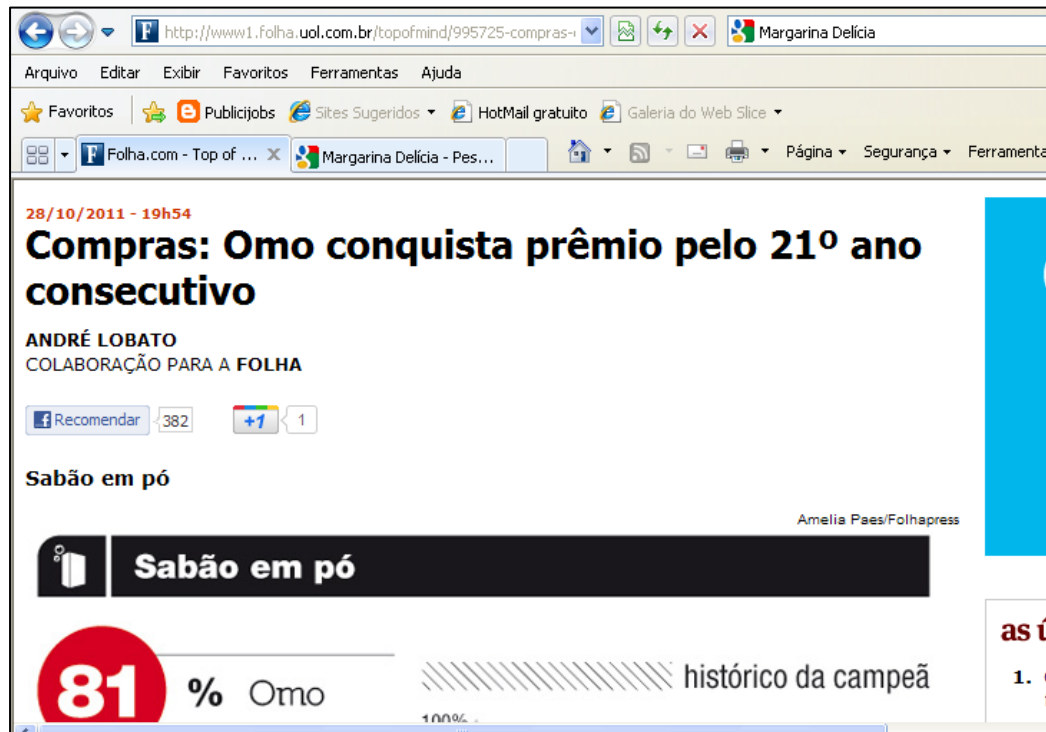 http://www1.folha.uol.com.br/topofmind/995725-compras- Margarina Delícia
Arquivo Editar Exibir Favoritos Ferramentas Ajuda
Favoritos Publicijobs Sites Sugeridos HotMail gratuito Galeria do Web Slice
Folha.com - Top of ... Margarina Delícia - Pes... Página Segurança Ferramenta
28/10/2011 - 19h54
Compras: Omo conquista prêmio pelo 21º ano
consecutivo
ANDRÉ LOBATO
COLABORAÇÃO PARA A FOLHA
Recomendar 382 +1 1
Sabão em pó
Amelia Paes/Folhapress
Sabão em pó
as ú
81 % Omo histórico da campeã
1.
100%